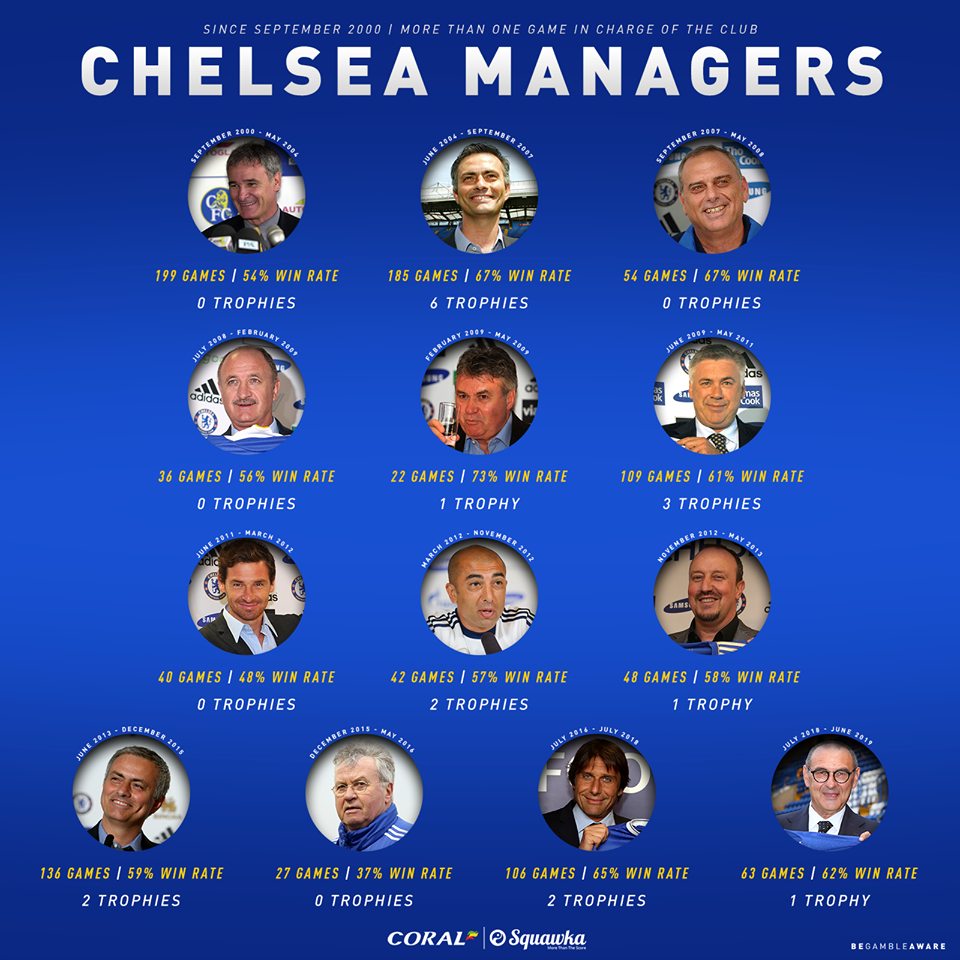 SINCE SEPTEMBER 2000 | MORE THAN ONE GAME IN CHARGE OF THE CLUB
CHELSEA MANAGERS
SEPTEMBER 2000 - MAY 2004
JUNE 2004 - SEPTEMBER 2007
SEPTEMBER 2007 - MAY 2008
199 GAMES | 54% WIN RATE
0 TROPHIES
185 GAMES | 67% WIN RATE
6 TROPHIES
54 GAMES | 67% WIN RATE
0 TROPHIES
JULY 2008 - FEBRUARY 2009
FEBRUARY 2009 - MAY 2009
JUNE 2009 - MAY 2011
adidas
SAMSUNG
adidas
36 GAMES | 56% WIN RATE
0 TROPHIES
22 GAMES | 73% WIN RATE
1 TROPHY
109 GAMES | 61% WIN RATE
3 TROPHIES
JUNE 2011 - MARCH 2012
MARCH 2012 - NOVEMBER 2012
NOVEMBER 2012 - MAY 2013
40 GAMES | 48% WIN RATE
0 TROPHIES
42 GAMES | 57% WIN RATE
2 TROPHIES
48 GAMES | 58% WIN RATE
1 TROPHY
JUNE 2013 - DECEMBER 2015
DECEMBER 2015 - MAY 2016
JULY 2016 - JULY 2018
JULY 2018 - JUNE 2019
136 GAMES | 59% WIN RATE
2 TROPHIES
27 GAMES | 37% WIN RATE
0 TROPHIES
106 GAMES | 65% WIN RATE
2 TROPHIES
63 GAMES | 62% WIN RATE
1 TROPHY
CORAL
Squawka
More Than The Score
BEGAMBLEAWARE